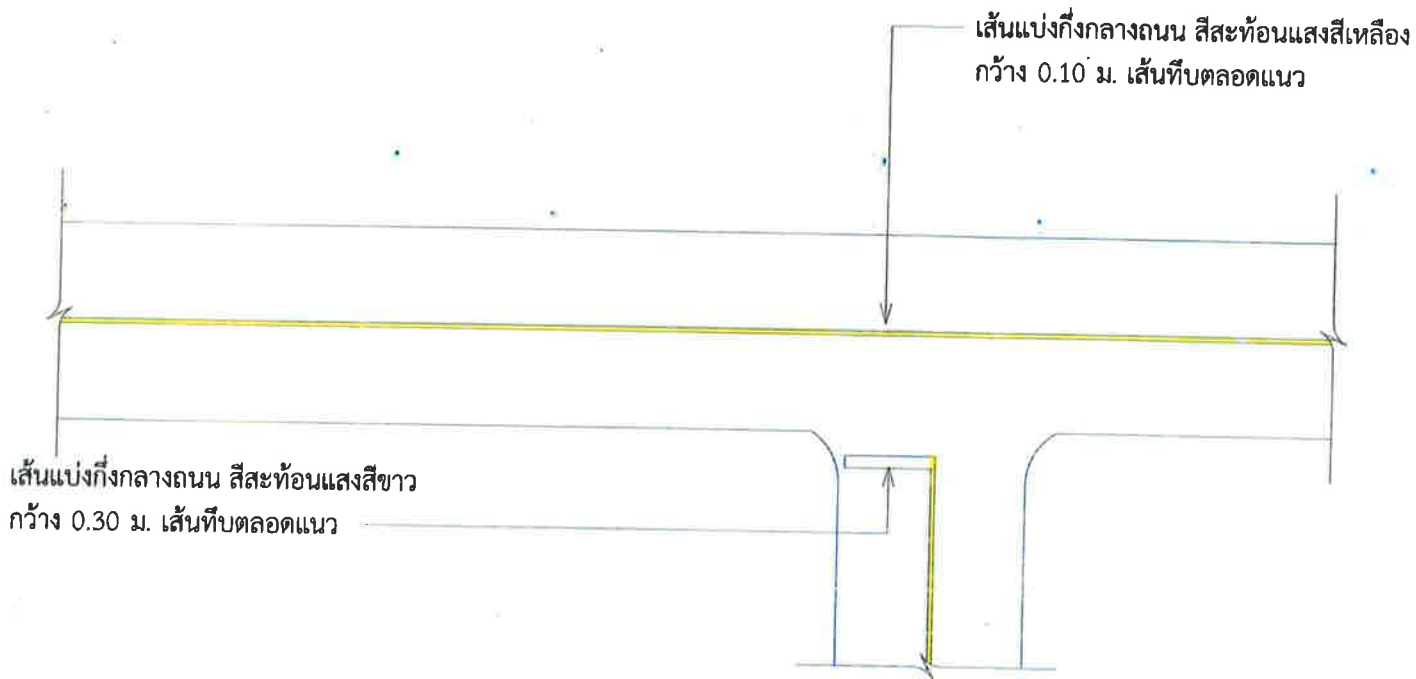 เส้นแบ่งกึ่งกลางถนน สีสะท้อนแสงสีเหลือง
กว้าง 0.10 ม. เส้นทึบตลอดแนว
เส้นแบ่งกึ่งกลางถนน สีสะท้อนแสงสีขาว
กว้าง 0.30 ม. เส้นทึบตลอดแนว